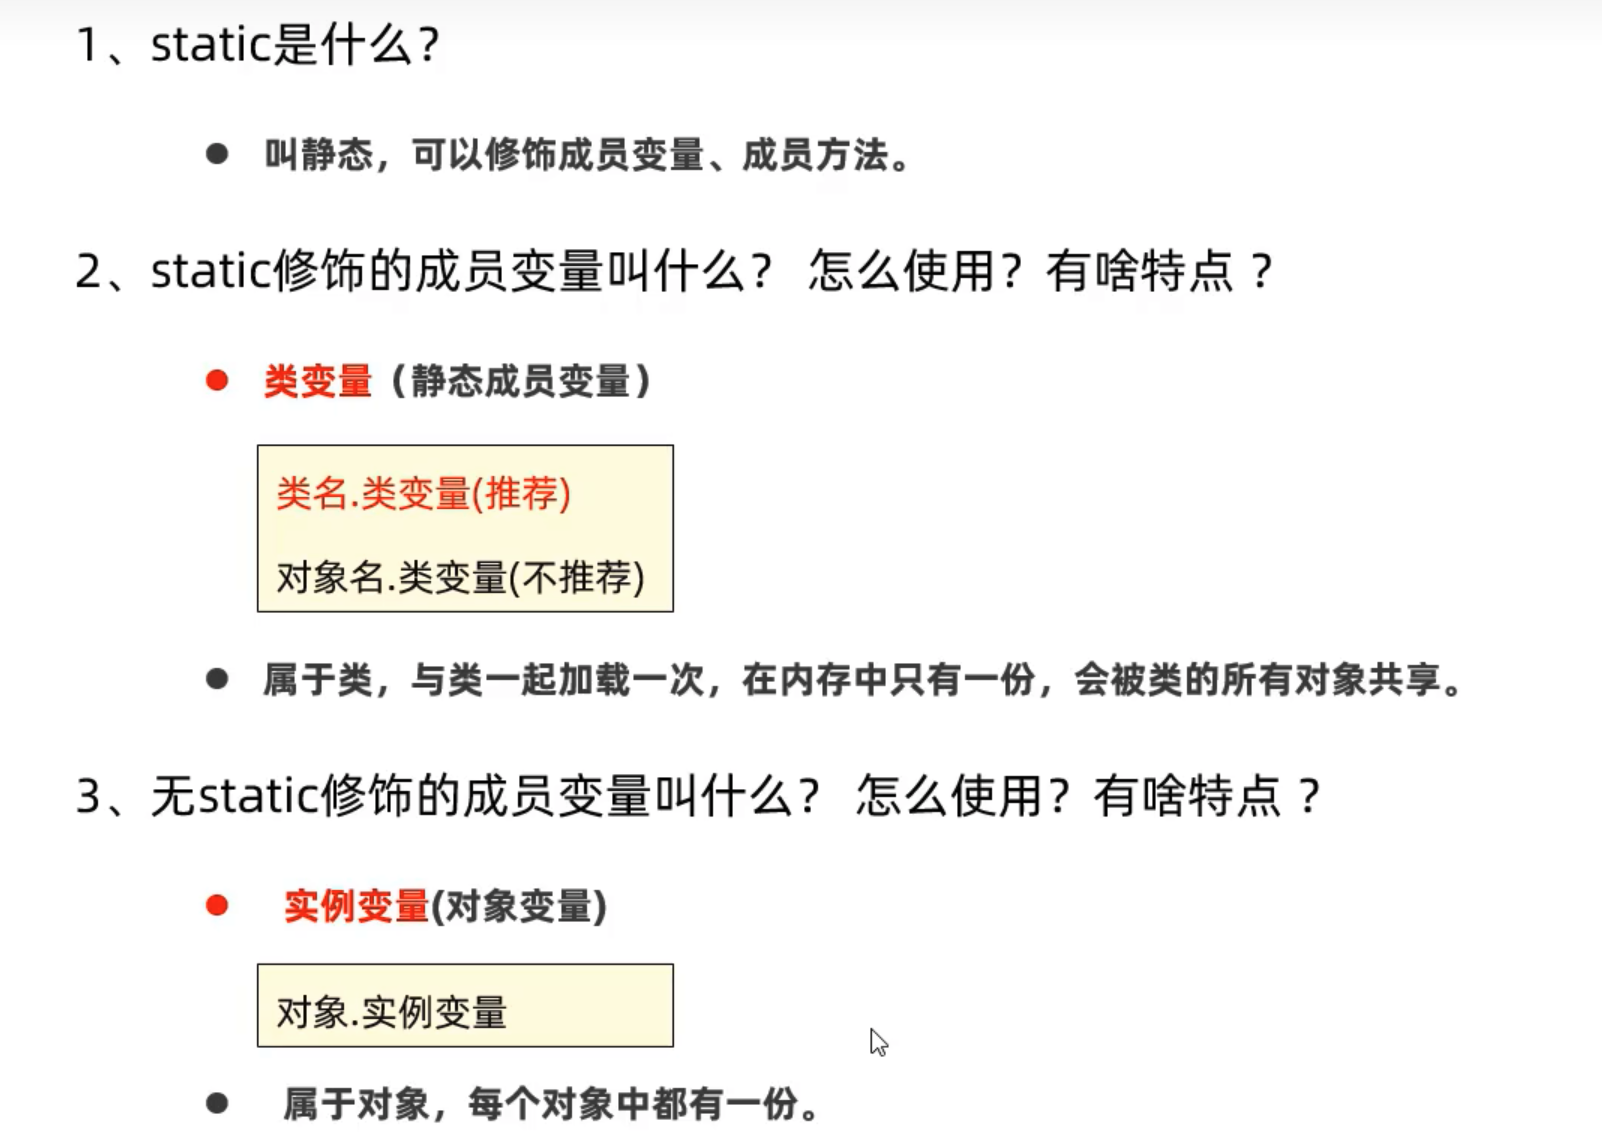 1、static是什么？
● 叫静态，可以修饰成员变量、成员方法。
2、static修饰的成员变量叫什么？ 怎么使用？有啥特点 ？
● 类变量（静态成员变量）
类名.类变量(推荐)
对象名.类变量(不推荐)
● 属于类，与类一起加载一次，在内存中只有一份，会被类的所有对象共享。
3、无static修饰的成员变量叫什么？ 怎么使用？有啥特点 ？
● 实例变量(对象变量)
对象.实例变量
● 属于对象，每个对象中都有一份。